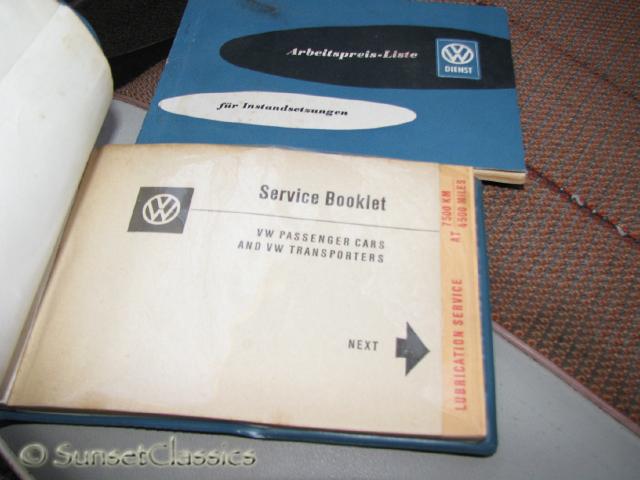 Arbeitspreis-Liste
VW
DIENST
für Instandsetzungen
VW
Service Booklet
VW PASSENGER CARS
AND VW TRANSPORTERS
NEXT
LUBRICATION SERVICE
AT
7500 KM
4500 MILES
© SunsetClassics